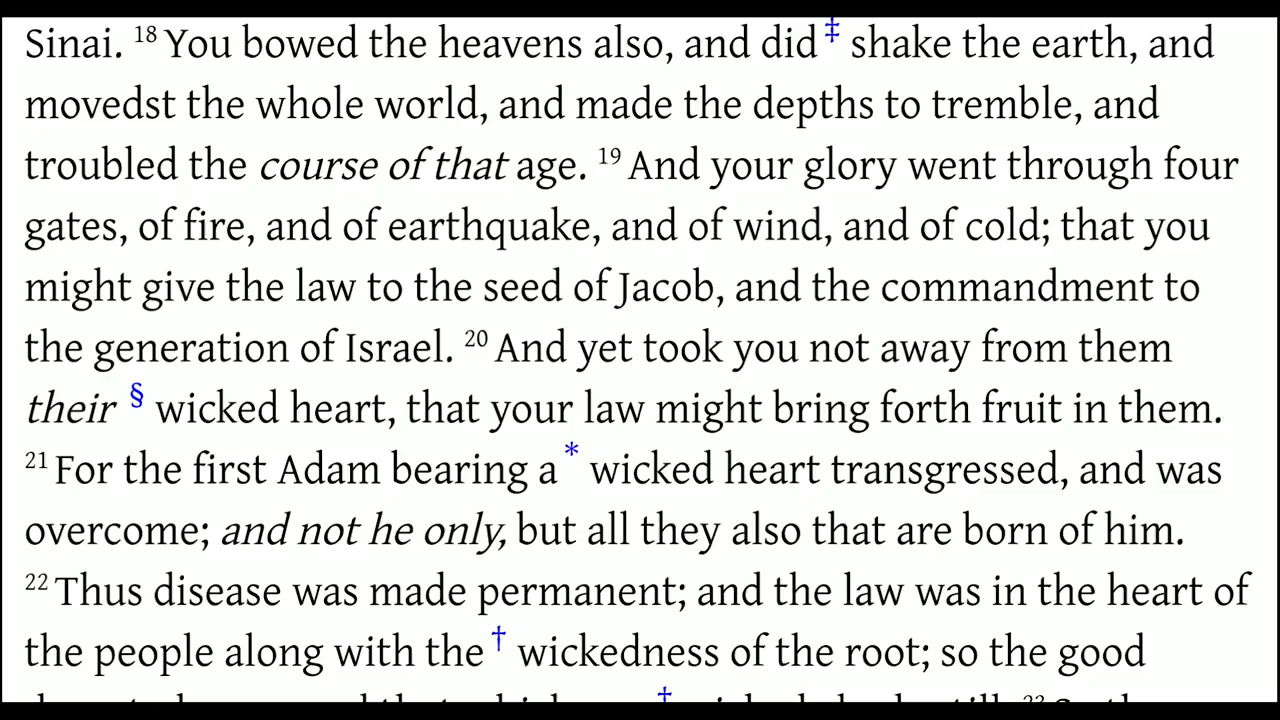 Sinai. 18 You bowed the heavens also, and did ‡ shake the earth, and
movedst the whole world, and made the depths to tremble, and
troubled the course of that age. 19 And your glory went through four
gates, of fire, and of earthquake, and of wind, and of cold; that you
might give the law to the seed of Jacob, and the commandment to
the generation of Israel. 20 And yet took you not away from them
their § wicked heart, that your law might bring forth fruit in them.
21 For the first Adam bearing a * wicked heart transgressed, and was
overcome; and not he only, but all they also that are born of him.
22 Thus disease was made permanent; and the law was in the heart of
the people along with the † wickedness of the root; so the good